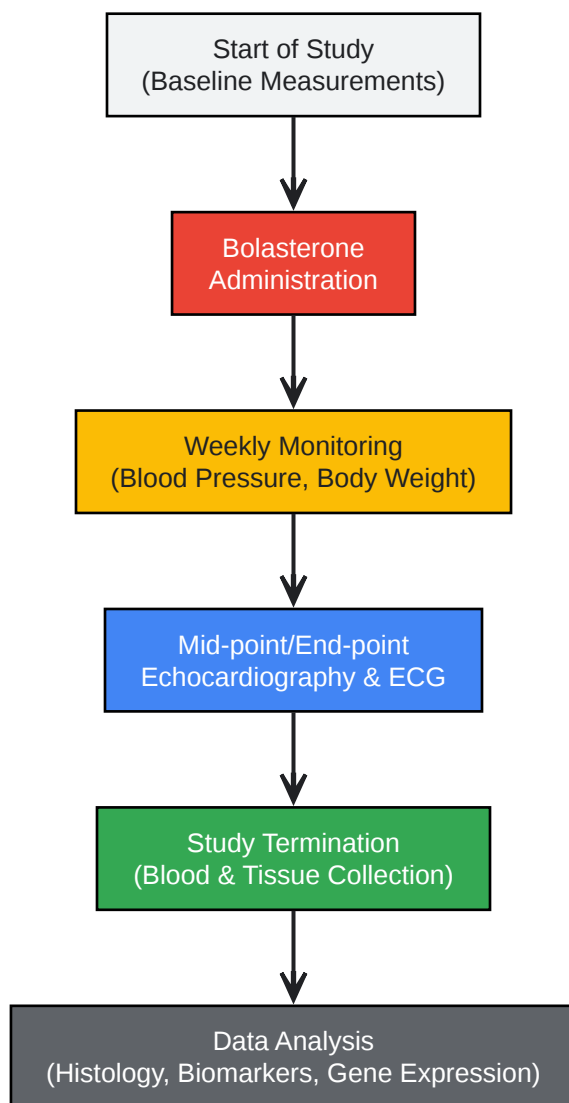 Start of Study
(Baseline Measurements)
Bolasterone
Administration
Weekly Monitoring
(Blood Pressure, Body Weight)
Mid-point/End-point
Echocardiography & ECG
Study Termination
(Blood & Tissue Collection)
Data Analysis
(Histology, Biomarkers, Gene Expression)